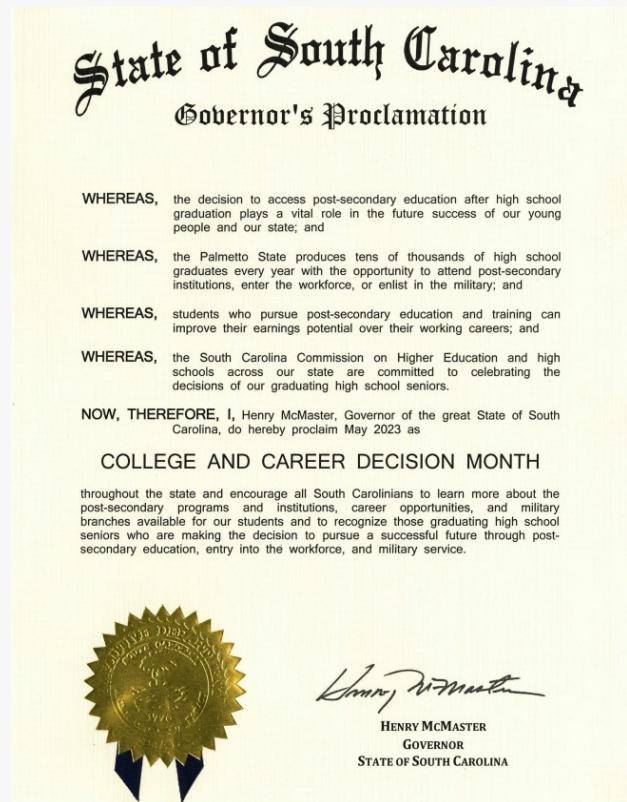 State of South Carolina
Governor's Proclamation
WHEREAS, the decision to access post-secondary education after high school
graduation plays a vital role in the future success of our young
people and our state; and
WHEREAS, the Palmetto State produces tens of thousands of high school
graduates every year with the opportunity to attend post-secondary
institutions, enter the workforce, or enlist in the military; and
WHEREAS, students who pursue post-secondary education and training can
improve their earnings potential over their working careers; and
WHEREAS, the South Carolina Commission on Higher Education and high
schools across our state are committed to celebrating the
decisions of our graduating high school seniors.
NOW, THEREFORE, I, Henry McMaster, Governor of the great State of South
Carolina, do hereby proclaim May 2023 as
COLLEGE AND CAREER DECISION MONTH
throughout the state and encourage all South Carolinians to learn more about the
post-secondary programs and institutions, career opportunities, and military
branches available for our students and to recognize those graduating high school
seniors who are making the decision to pursue a successful future through post-
secondary education, entry into the workforce, and military service.
Henry McMaster
HENRY MCMASTER
GOVERNOR
STATE OF SOUTH CAROLINA